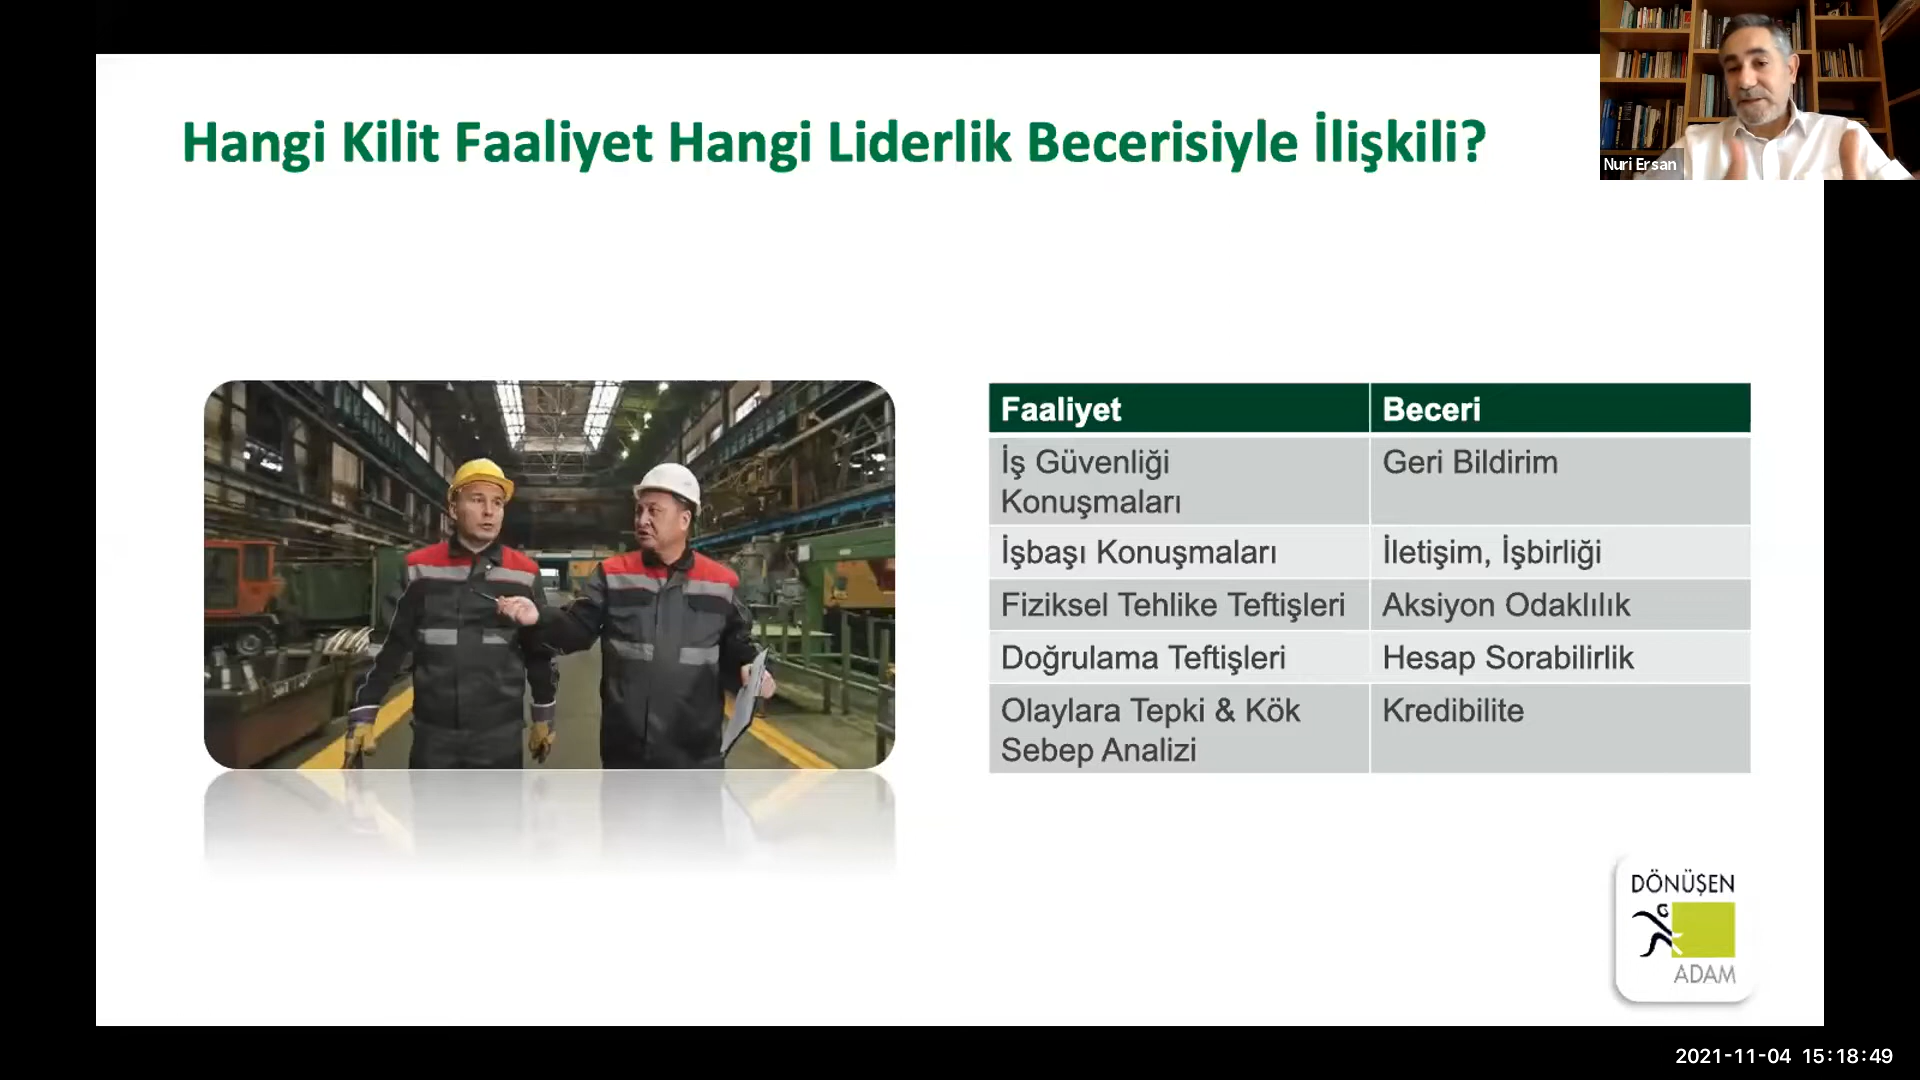 Hangi Kilit Faaliyet Hangi Liderlik Becerisiyle İlişkili?
Nuri Ersan
Faaliyet Beceri
İş Güvenliği
Konuşmaları
Geri Bildirim
İşbaşı Konuşmaları İletişim, İşbirliği
Fiziksel Tehlike Teftişleri Aksiyon Odaklılık
Doğrulama Teftişleri Hesap Sorabilirlik
Olaylara Tepki & Kök
Sebep Analizi
Kredibilite
DÖNÜŞEN
ADAM
2021-11-04 15:18:49